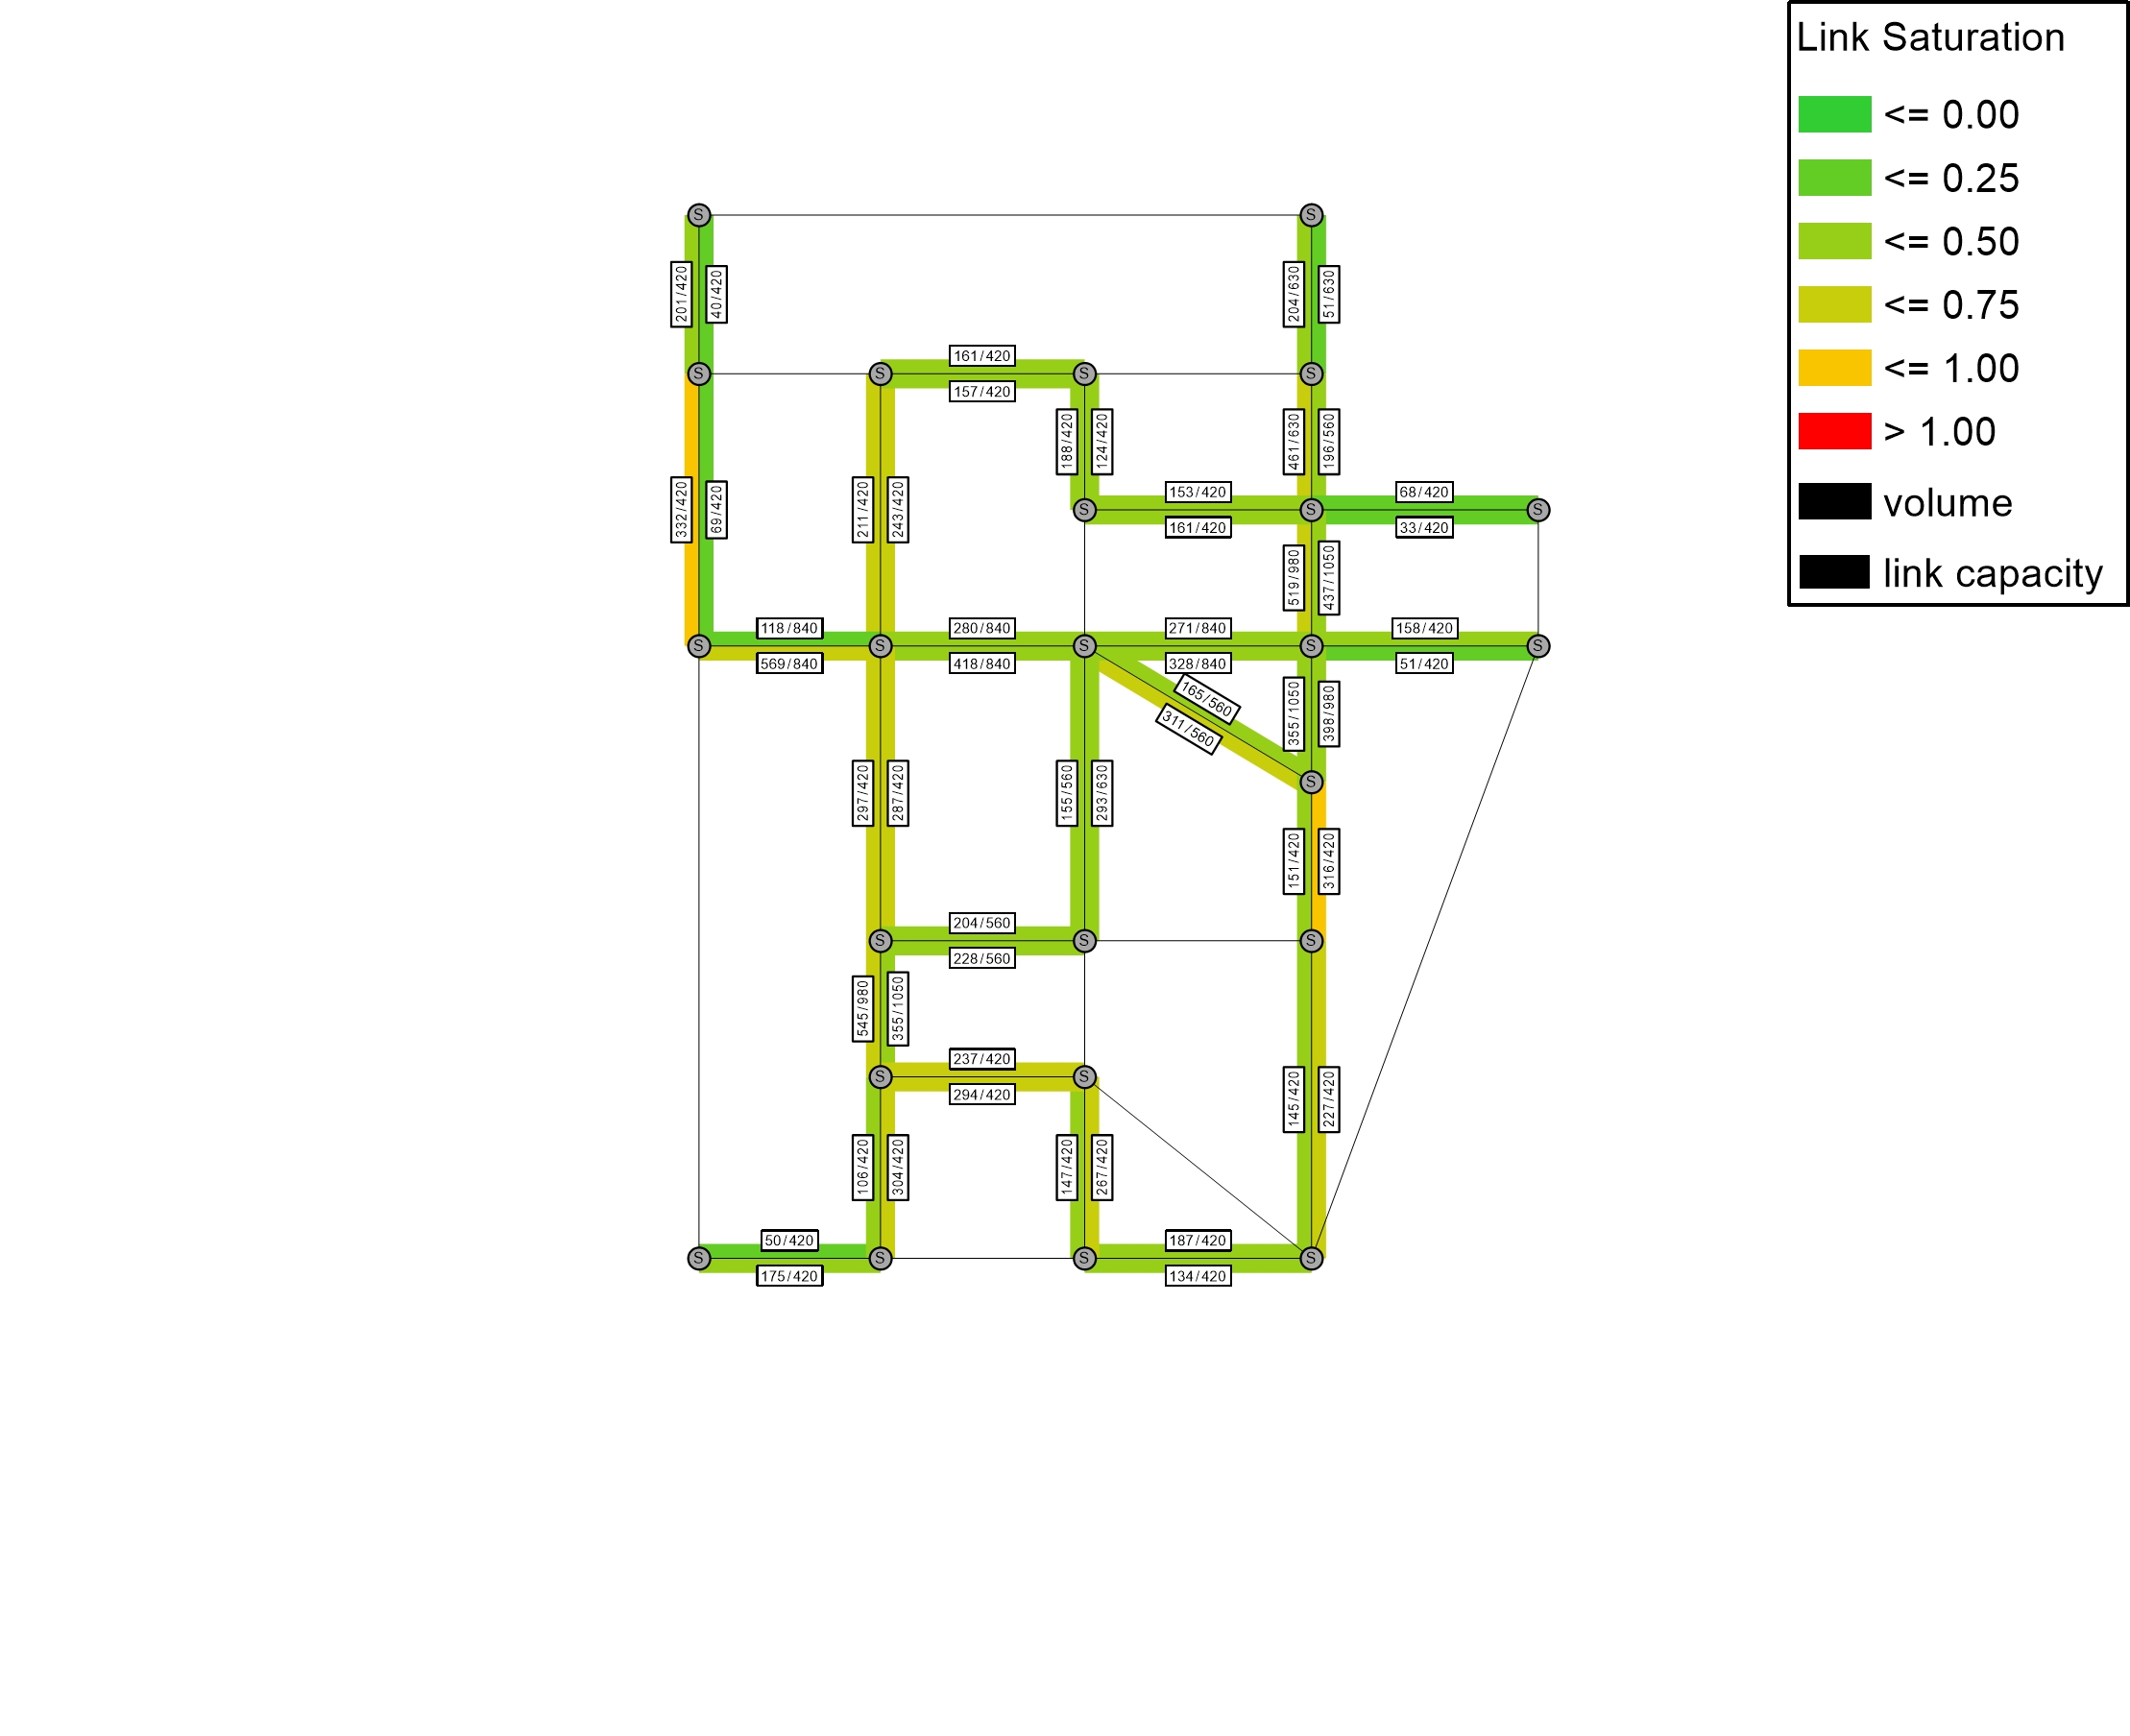 Link Saturation
<= 0.00
<= 0.25
<= 0.50
<= 0.75
<= 1.00
> 1.00
volume
link capacity
S
S
201/420
40/420
204/630
51/630
161/420
S
S
S
S
157/420
188/420
124/420
461/630
196/560
332/420
69/420
211/420
243/420
153/420
68/420
S
S
S
161/420
33/420
519/980
437/1050
118/840
280/840
271/840
158/420
S
S
S
S
S
569/840
418/840
328/840
51/420
165/560
311/560
355/1050
398/980
S
297/420
287/420
155/560
293/630
151/420
316/420
204/560
S
S
S
228/560
545/980
355/1050
237/420
S
S
294/420
145/420
227/420
106/420
304/420
147/420
267/420
50/420
187/420
S
S
S
S
175/420
134/420